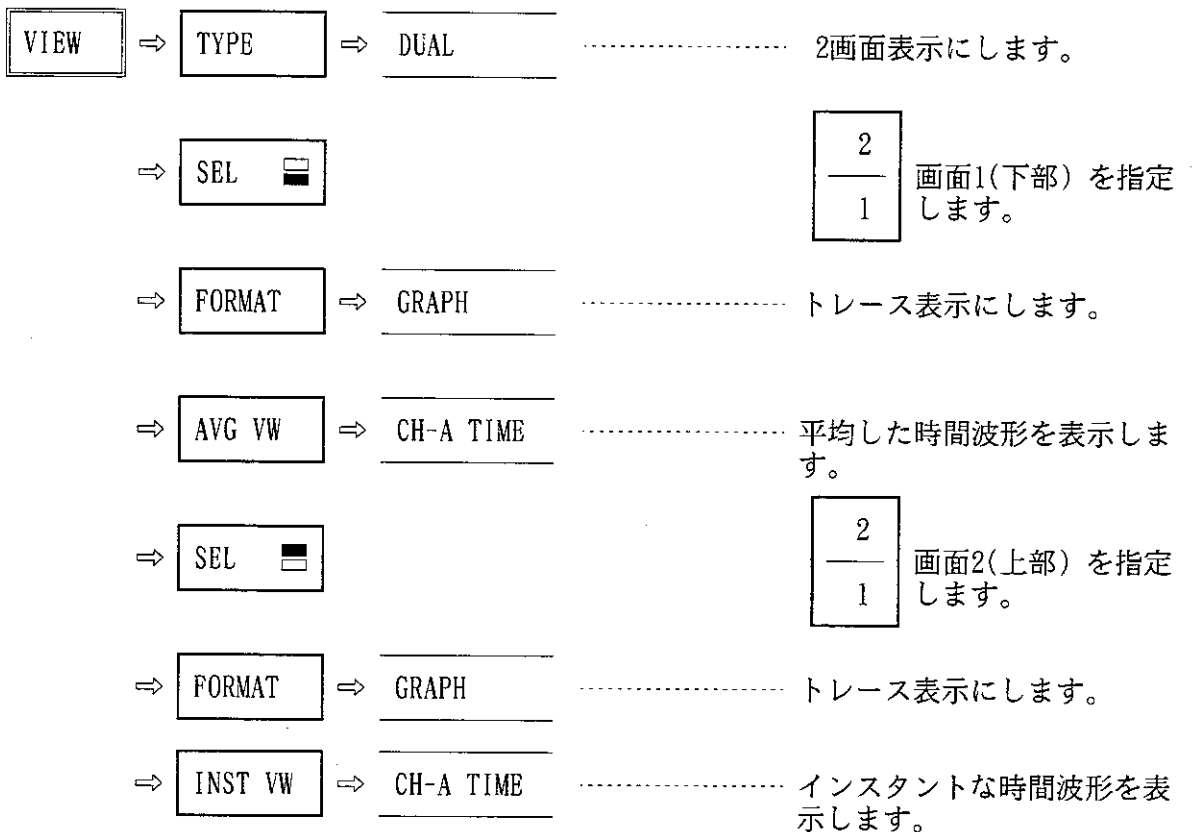 VIEW ⇨ TYPE ⇨ DUAL ……………… 2画面表示にします。
⇨ SEL
2
1
画面1(下部) を指定
します。
⇨ FORMAT ⇨ GRAPH ……………… トレース表示にします。
⇨ AVG VW ⇨ CH-A TIME ……………… 平均した時間波形を表示しま
す。
⇨ SEL
2
1
画面2(上部) を指定
します。
⇨ FORMAT ⇨ GRAPH ……………… トレース表示にします。
⇨ INST VW ⇨ CH-A TIME ……………… インスタントな時間波形を表
示します。